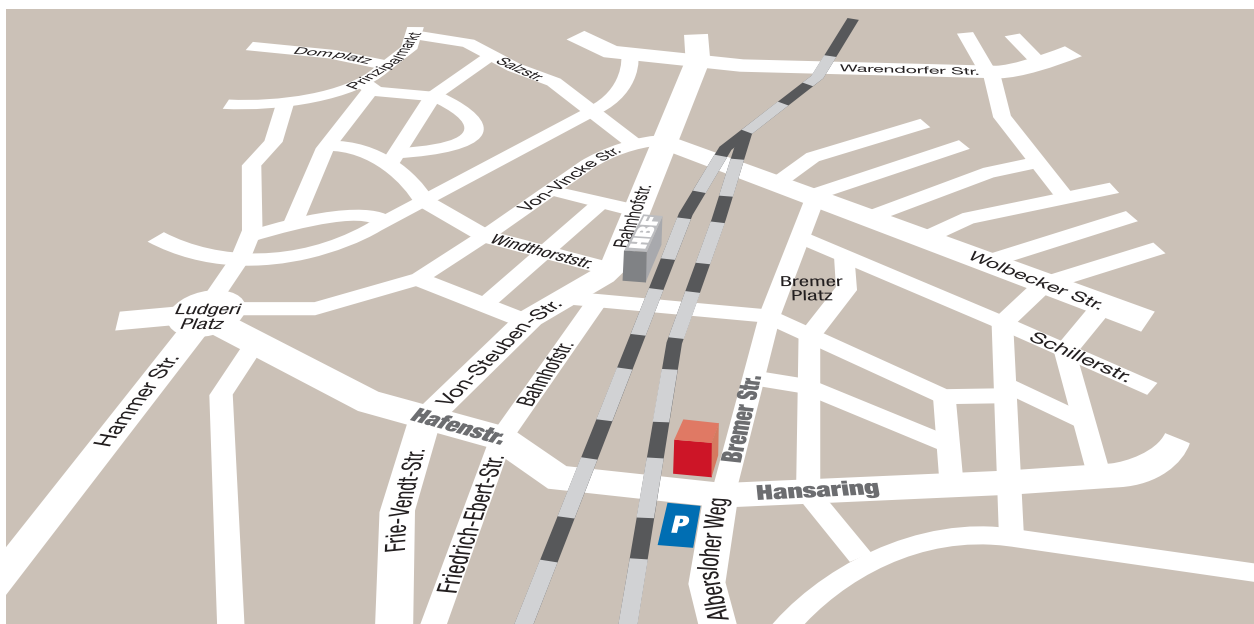 Domplatz
Prinzipalmarkt
Salzstr.
Warendorfer Str.
Von-Vincke Str.
Bahnhofstr.
HBF
Windthorststr.
Wolbecker Str.
Bremer
Platz
Ludgeri
Platz
Von-Steuben-Str.
Schillerstr.
Hammer Str.
Bahnhofstr.
Bremer Str.
Hafenstr.
Hansaring
Frie-Vendt-Str.
Friedrich-Ebert-Str.
P
Albersloher Weg